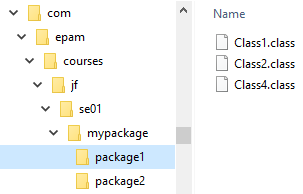 com
epam
courses
jf
se01
mypackage
package1
package2
Name
Class1.class
Class2.class
Class4.class